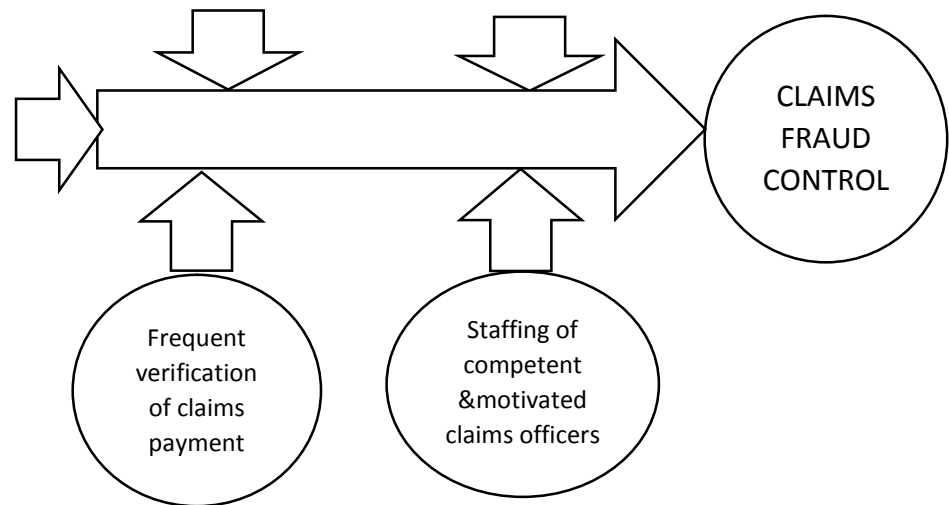 CLAIMS
FRAUD
CONTROL
Frequent
verification
of claims
payment
Staffing of
competent
&motivated
claims officers